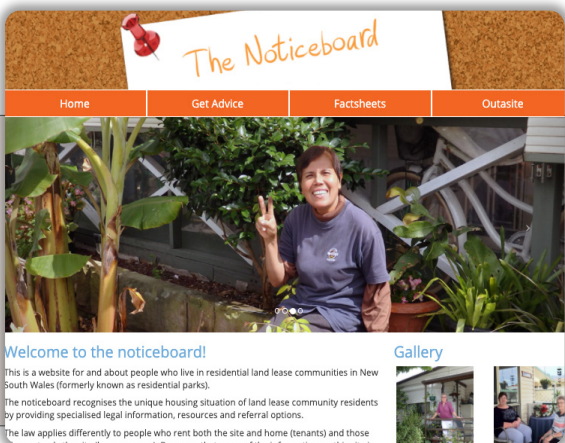 The Noticeboard
Home Get Advice Factsheets Outasite
Welcome to the noticeboard!
This is a website for and about people who live in residential land lease communities in New
South Wales (formerly known as residential parks).
The noticeboard recognises the unique housing situation of land lease community residents
by providing specialised legal information, resources and referral options.
The law applies differently to people who rent both the site and home (tenants) and those
Gallery